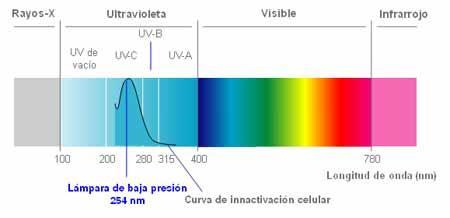 Rayos-X
Ultravioleta
Visible
Infrarrojo
UV-B
UV de
vacío
UV-C
UV-A
100
200
280
315
400
780
Longitud de onda (nm)
Lámpara de baja presión
254 nm
Curva de innactivación celular